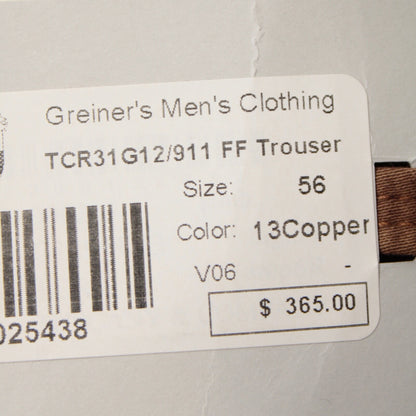 Greiner's Men's Clothing
TCR31G12/911 FF Trouser
Size: 56
Color: 13Copper
V06 -
$ 365.00
025438